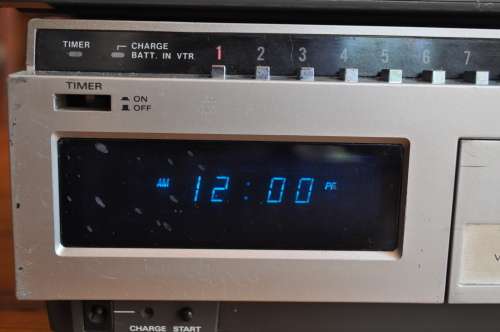 TIMER CHARGE
BATT. IN VTR
1 2 3 4 5 6 7
TIMER
ON
OFF
AM 12:00
CHARGE START